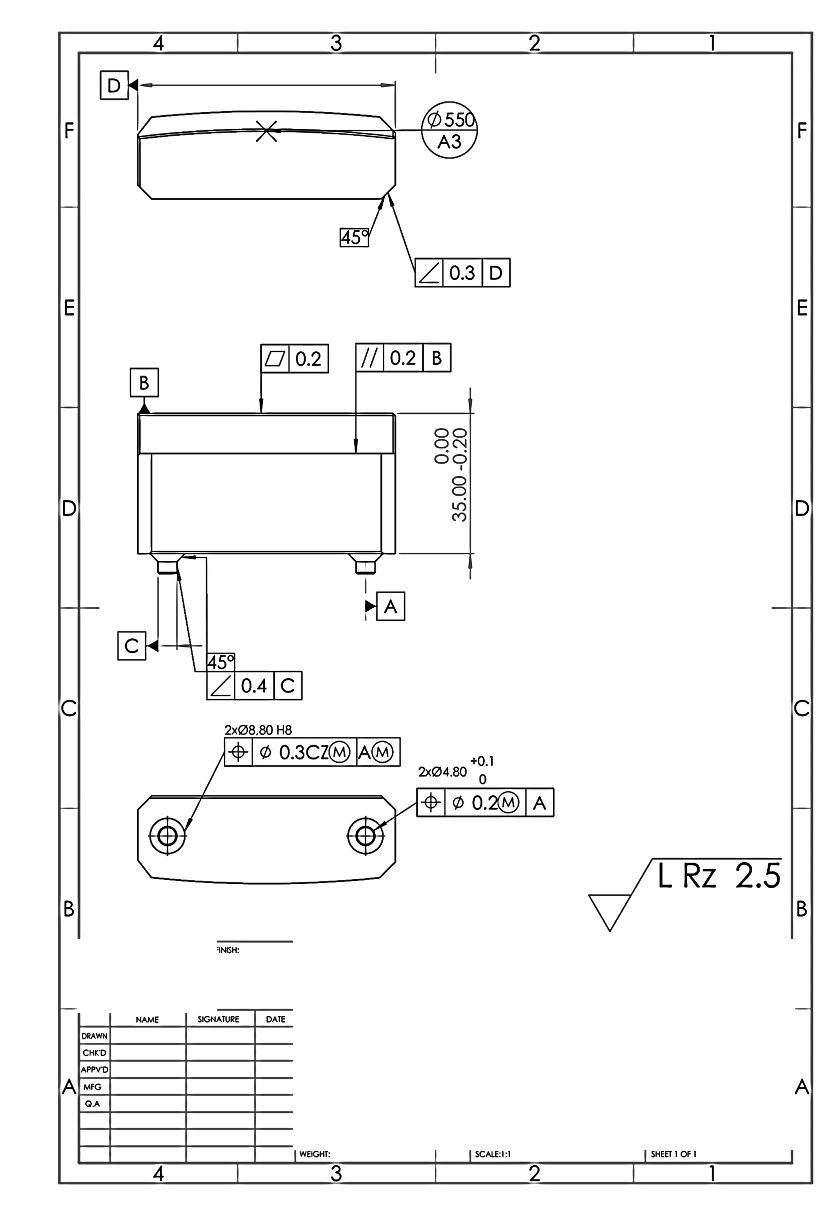 4 3 2 1
D
F F
Ø550
A3
45°
∠ 0.3 D
E E
⏥ 0.2
// 0.2 B
B
0.00
35.00 -0.20
D D
A
C
45°
∠ 0.4 C
C C
2xØ8,80 H8
⌖ Ø 0.3CZⓂ AⓂ
2xØ4.80 +0.1
0
⌖ Ø 0.2Ⓜ A
L Rz 2.5
B B
FINISH:
NAME SIGNATURE DATE
DRAWN
CHK'D
APPV'D
MFG
Q.A
A A
WEIGHT: SCALE:1:1 SHEET 1 OF 1
4 3 2 1